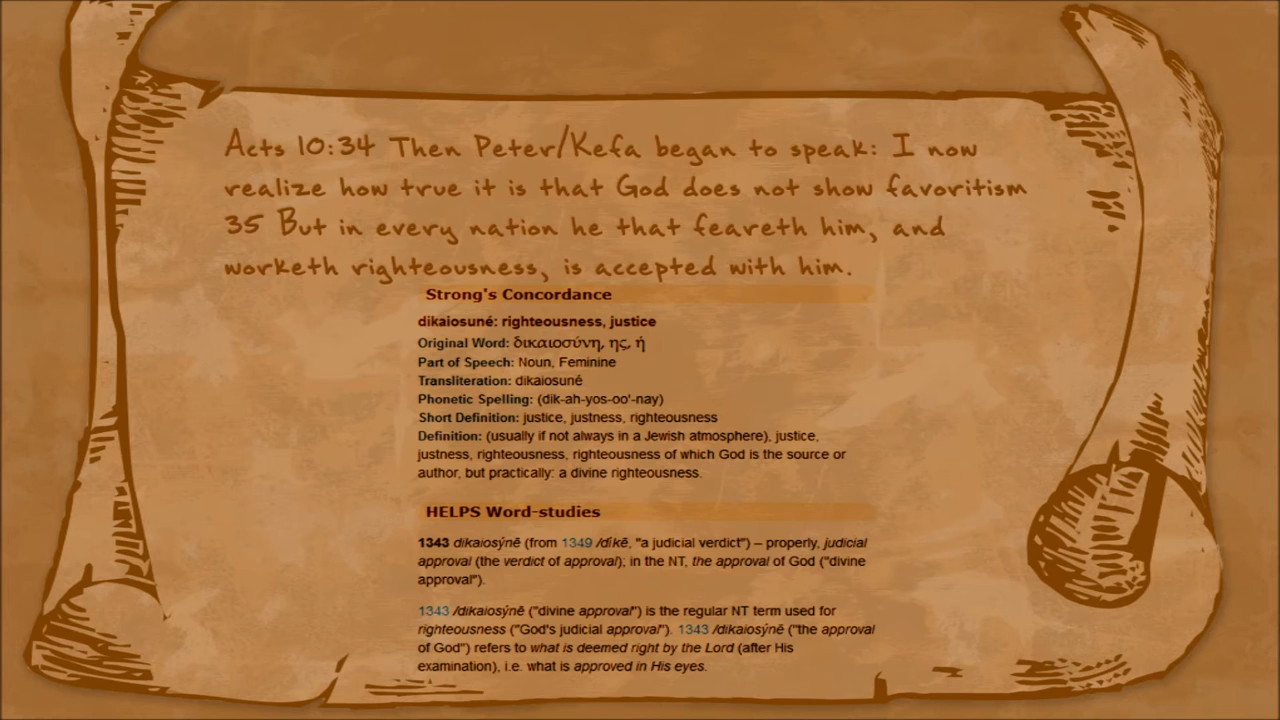 Acts 10:34 Then Peter/Kefa began to speak: I now
realize how true it is that God does not show favoritism
35 But in every nation he that feareth him, and
worketh righteousness, is accepted with him.
Strong's Concordance
dikaiosuné: righteousness, justice
Original Word: δικαιοσύνη, ης, ἡ
Part of Speech: Noun, Feminine
Transliteration: dikaiosuné
Phonetic Spelling: (dik-ah-yos-oo'-nay)
Short Definition: justice, justness, righteousness
Definition: (usually if not always in a Jewish atmosphere), justice,
justness, righteousness, righteousness of which God is the source or
author, but practically: a divine righteousness.
HELPS Word-studies
1343 dikaiosýnē (from 1349 /díkē, "a judicial verdict") – properly, judicial
approval (the verdict of approval); in the NT, the approval of God ("divine
approval").
1343 /dikaiosýnē ("divine approval") is the regular NT term used for
righteousness ("God's judicial approval"). 1343 /dikaiosýnē ("the approval
of God") refers to what is deemed right by the Lord (after His
examination), i.e. what is approved in His eyes.